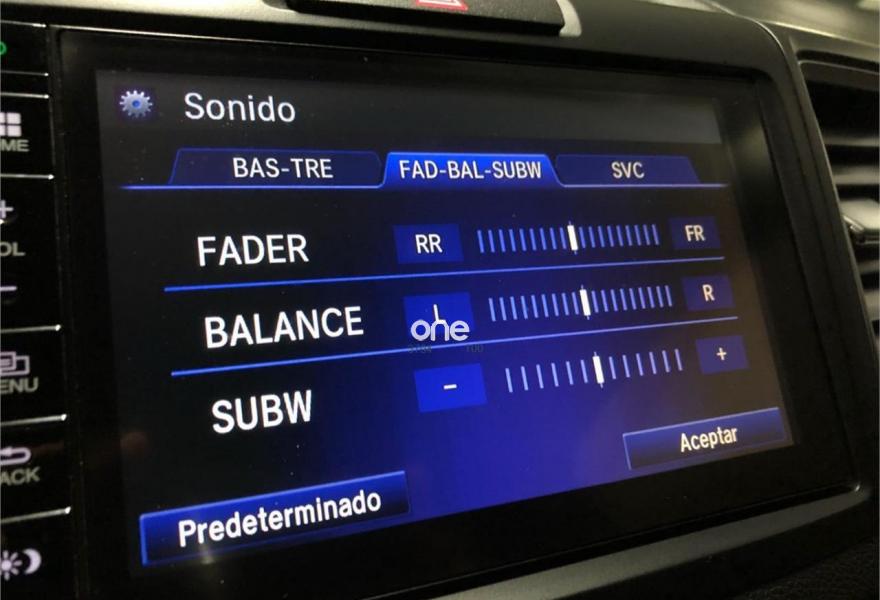 Sonido
BAS-TRE FAD-BAL-SUBW SVC
FADER RR FR
BALANCE L R
one
SUBW - +
Aceptar
Predeterminado